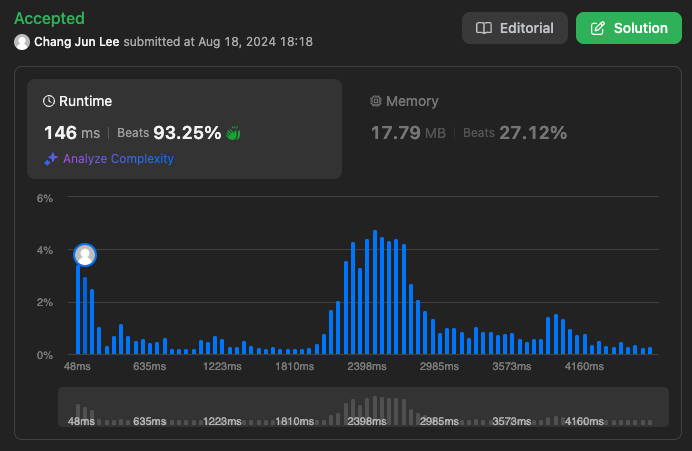 Accepted
Editorial
Solution
Chang Jun Lee submitted at Aug 18, 2024 18:18
Runtime
146 ms | Beats 93.25%
Analyze Complexity
Memory
17.79 MB | Beats 27.12%
6%
4%
2%
0%
48ms 635ms 1223ms 1810ms 2398ms 2985ms 3573ms 4160ms
48ms 635ms 1223ms 1810ms 2398ms 2985ms 3573ms 4160ms